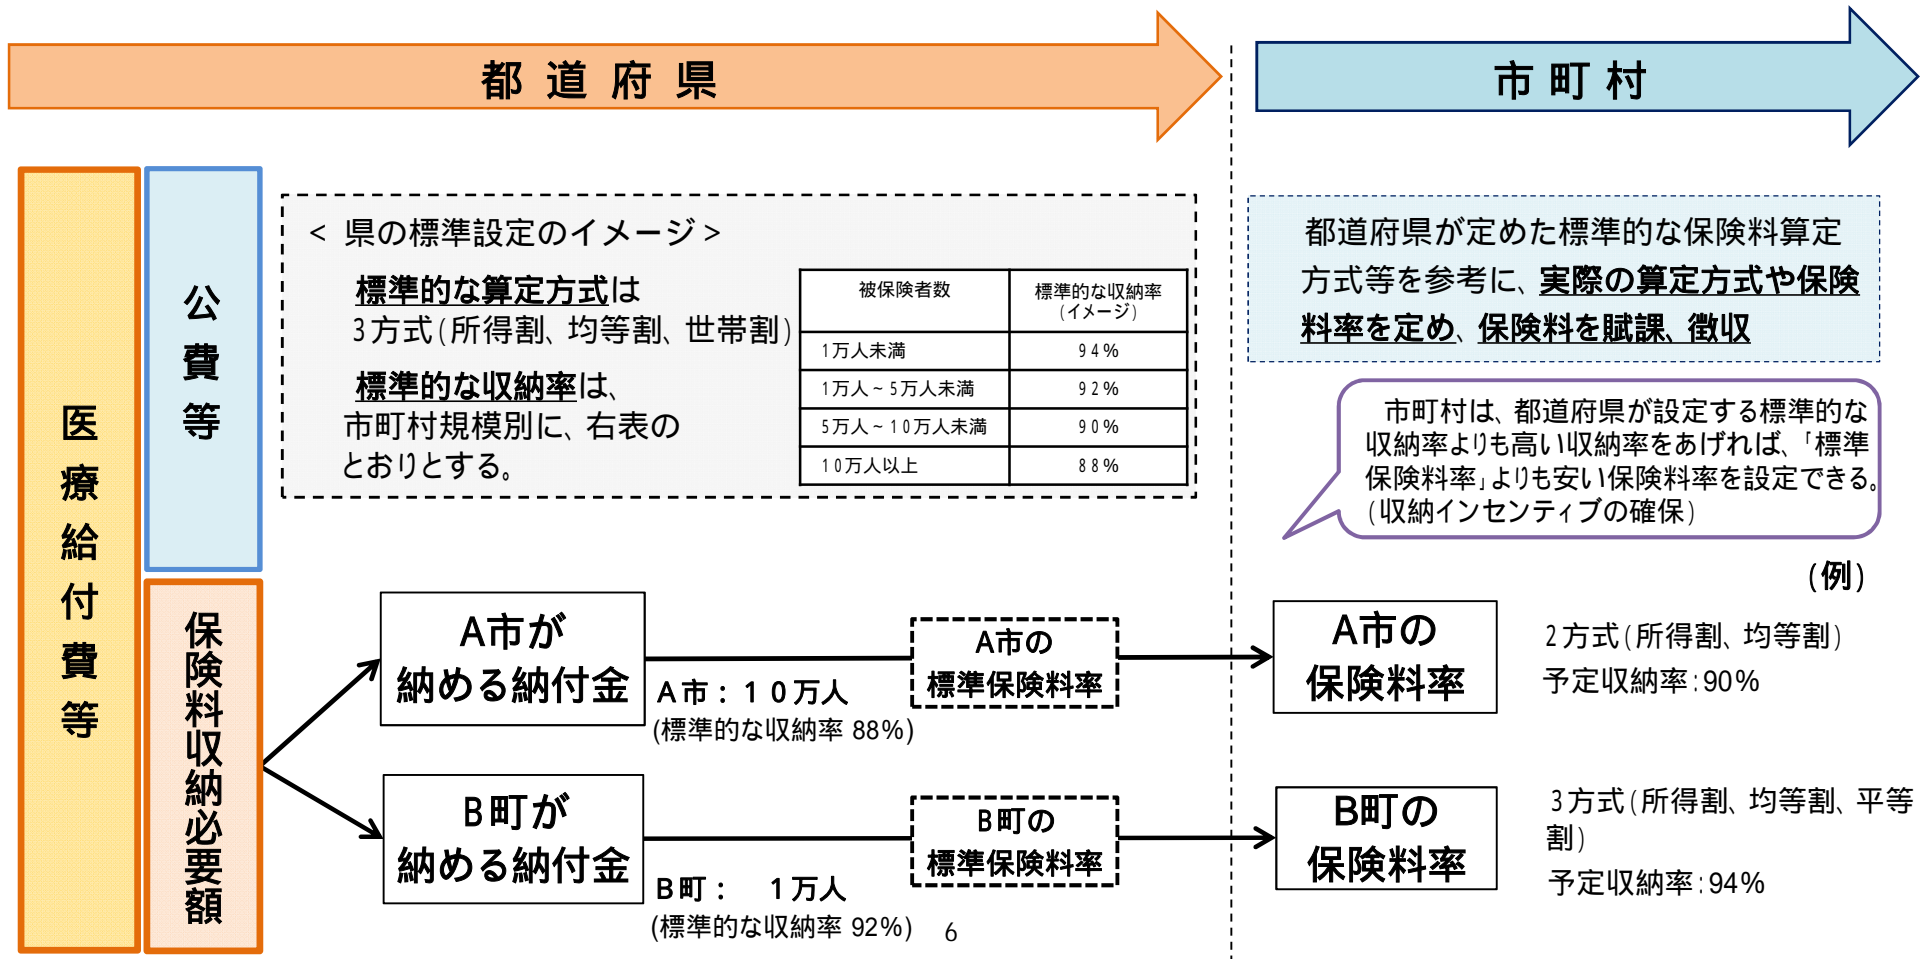 都道府県
市町村
医療給付費等
公費等
保険料収納必要額
< 県の標準設定のイメージ >
標準的な算定方式は
3方式(所得割、均等割、世帯割)
標準的な収納率は、
市町村規模別に、右表の
とおりとする。
被保険者数 標準的な収納率
(イメージ)
1万人未満 94%
1万人~5万人未満 92%
5万人~10万人未満 90%
10万人以上 88%
都道府県が定めた標準的な保険料算定
方式等を参考に、実際の算定方式や保険
料率を定め、保険料を賦課、徴収
市町村は、都道府県が設定する標準的な
収納率よりも高い収納率をあげれば、「標準
保険料率」よりも安い保険料率を設定できる。
(収納インセンティブの確保)
(例)
A市が
納める納付金
A市:10万人
(標準的な収納率 88%)
A市の
標準保険料率
A市の
保険料率
2方式(所得割、均等割)
予定収納率:90%
B町が
納める納付金
B町: 1万人
(標準的な収納率 92%)
B町の
標準保険料率
B町の
保険料率
3方式(所得割、均等割、平等
割)
予定収納率:94%
6